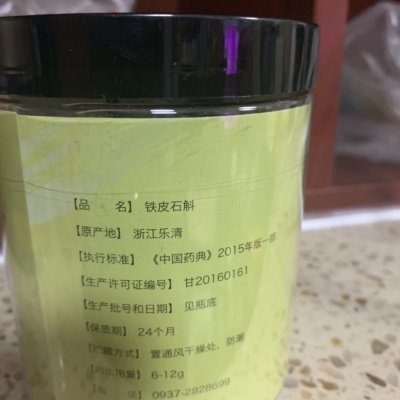 【品 名】 铁皮石斛
【原产地】 浙江乐清
【执行标准】 《中国药典》2015年版一部
【生产许可证编号】 甘20160161
【生产批号和日期】 见瓶底
【保质期】 24个月
【贮藏方式】 置通风干燥处，防潮
【用法用量】 6-12g
【电 话】 0937-2828699